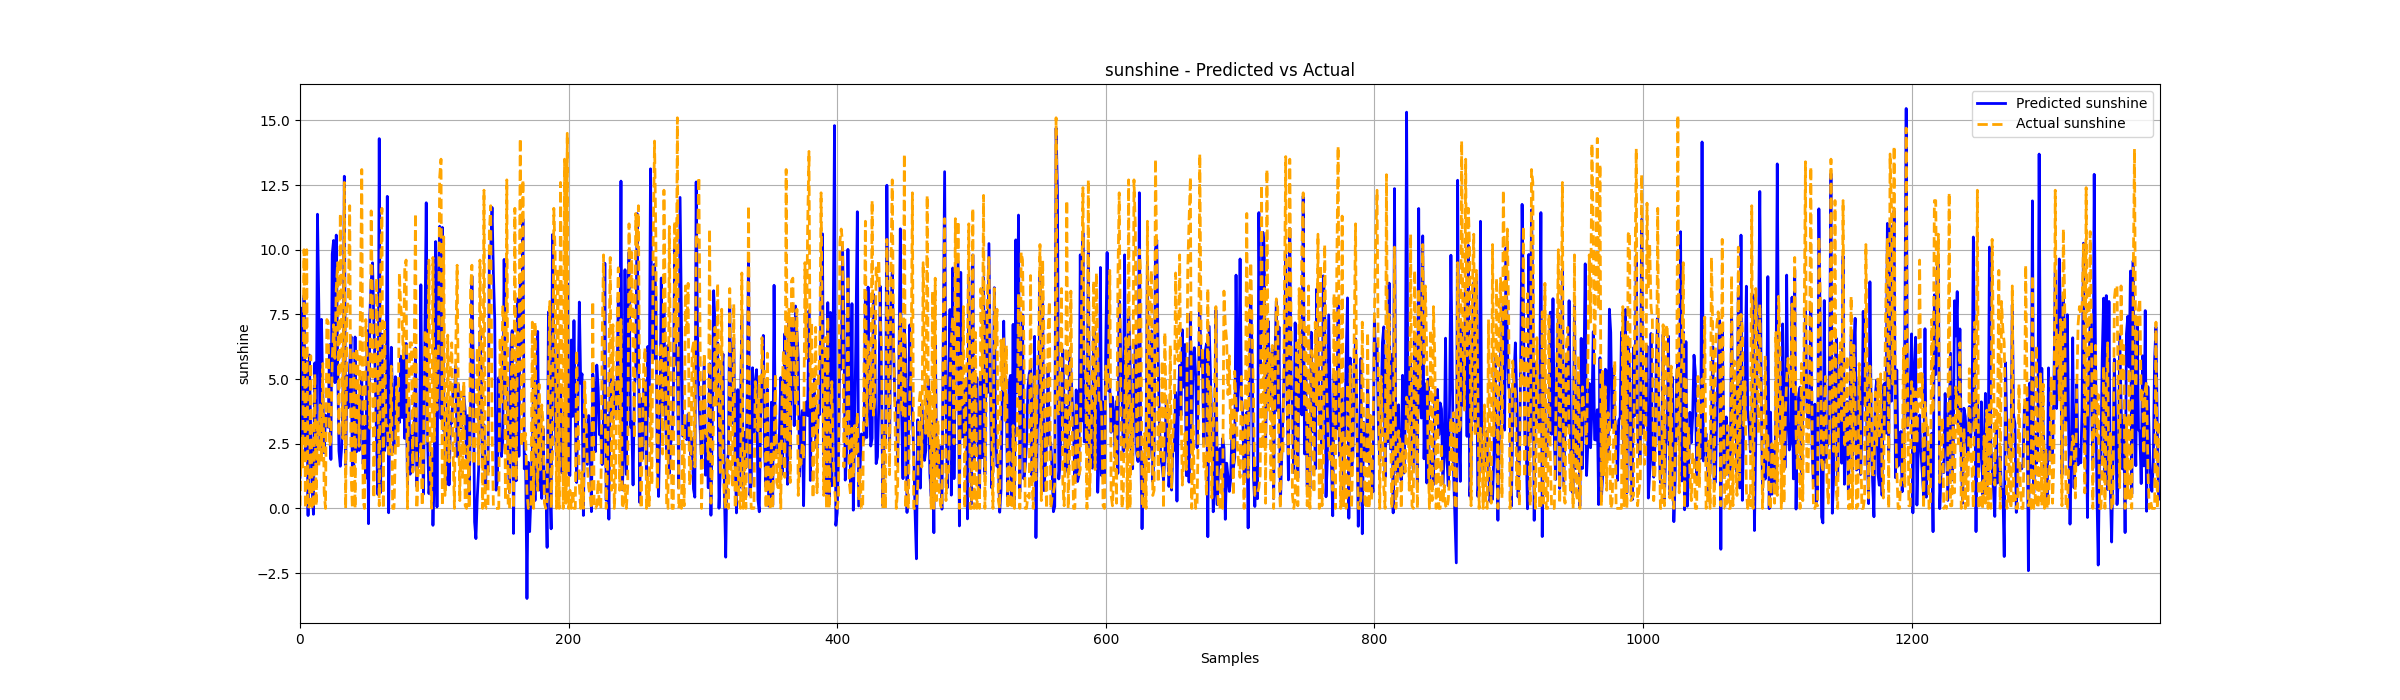 sunshine - Predicted vs Actual
Predicted sunshine
Actual sunshine
sunshine
15.0
12.5
10.0
7.5
5.0
2.5
0.0
−2.5
0 200 400 600 800 1000 1200
Samples